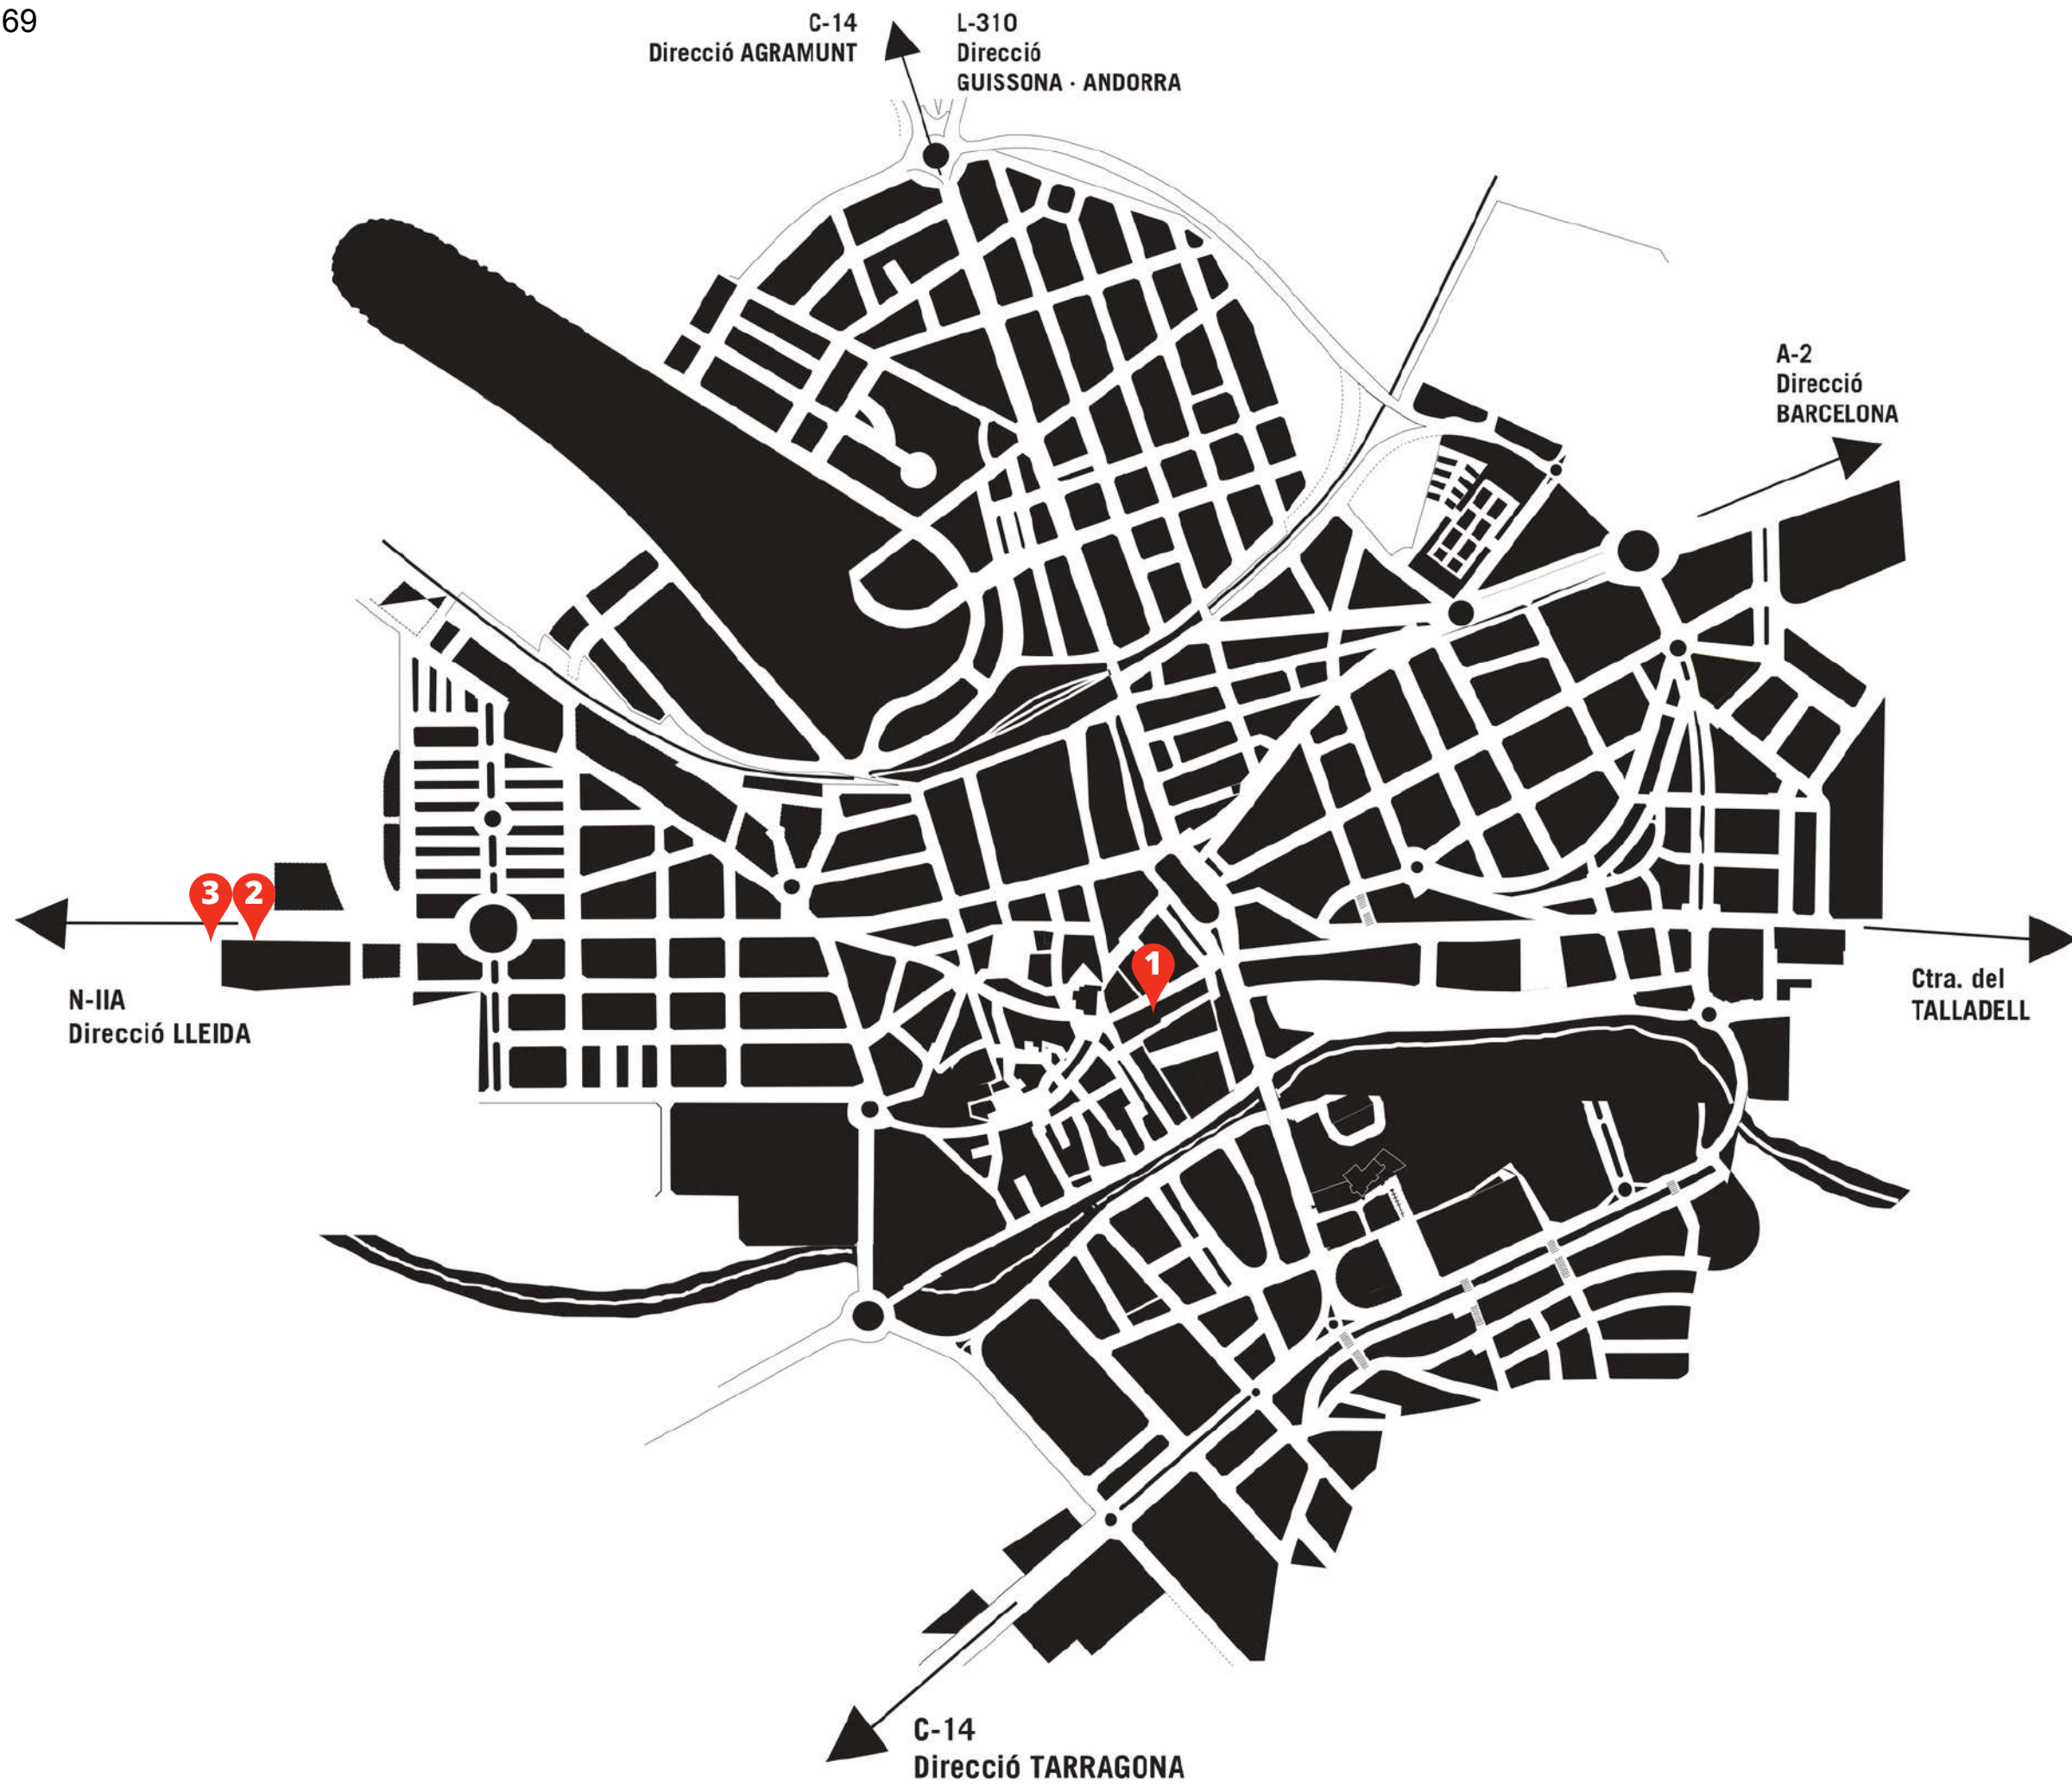 69
C-14
Direcció AGRAMUNT
L-310
Direcció
GUISSONA · ANDORRA
A-2
Direcció
BARCELONA
3
2
1
N-IIA
Direcció LLEIDA
Ctra. del
TALLADELL
C-14
Direcció TARRAGONA